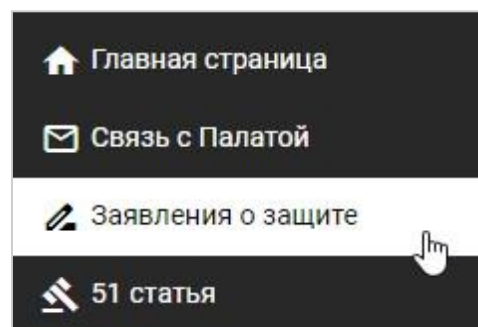 Главная страница
Связь с Палатой
Заявления о защите
51 статья